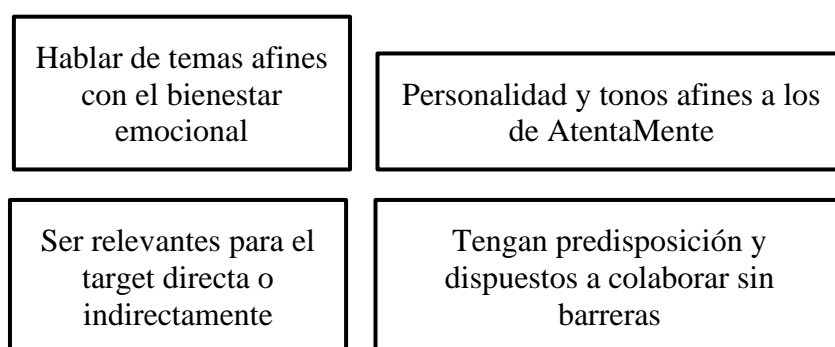 Hablar de temas afines
con el bienestar
emocional
Personalidad y tonos afines a los
de AtentaMente
Ser relevantes para el
target directa o
indirectamente
Tengan predisposición y
dispuestos a colaborar sin
barreras